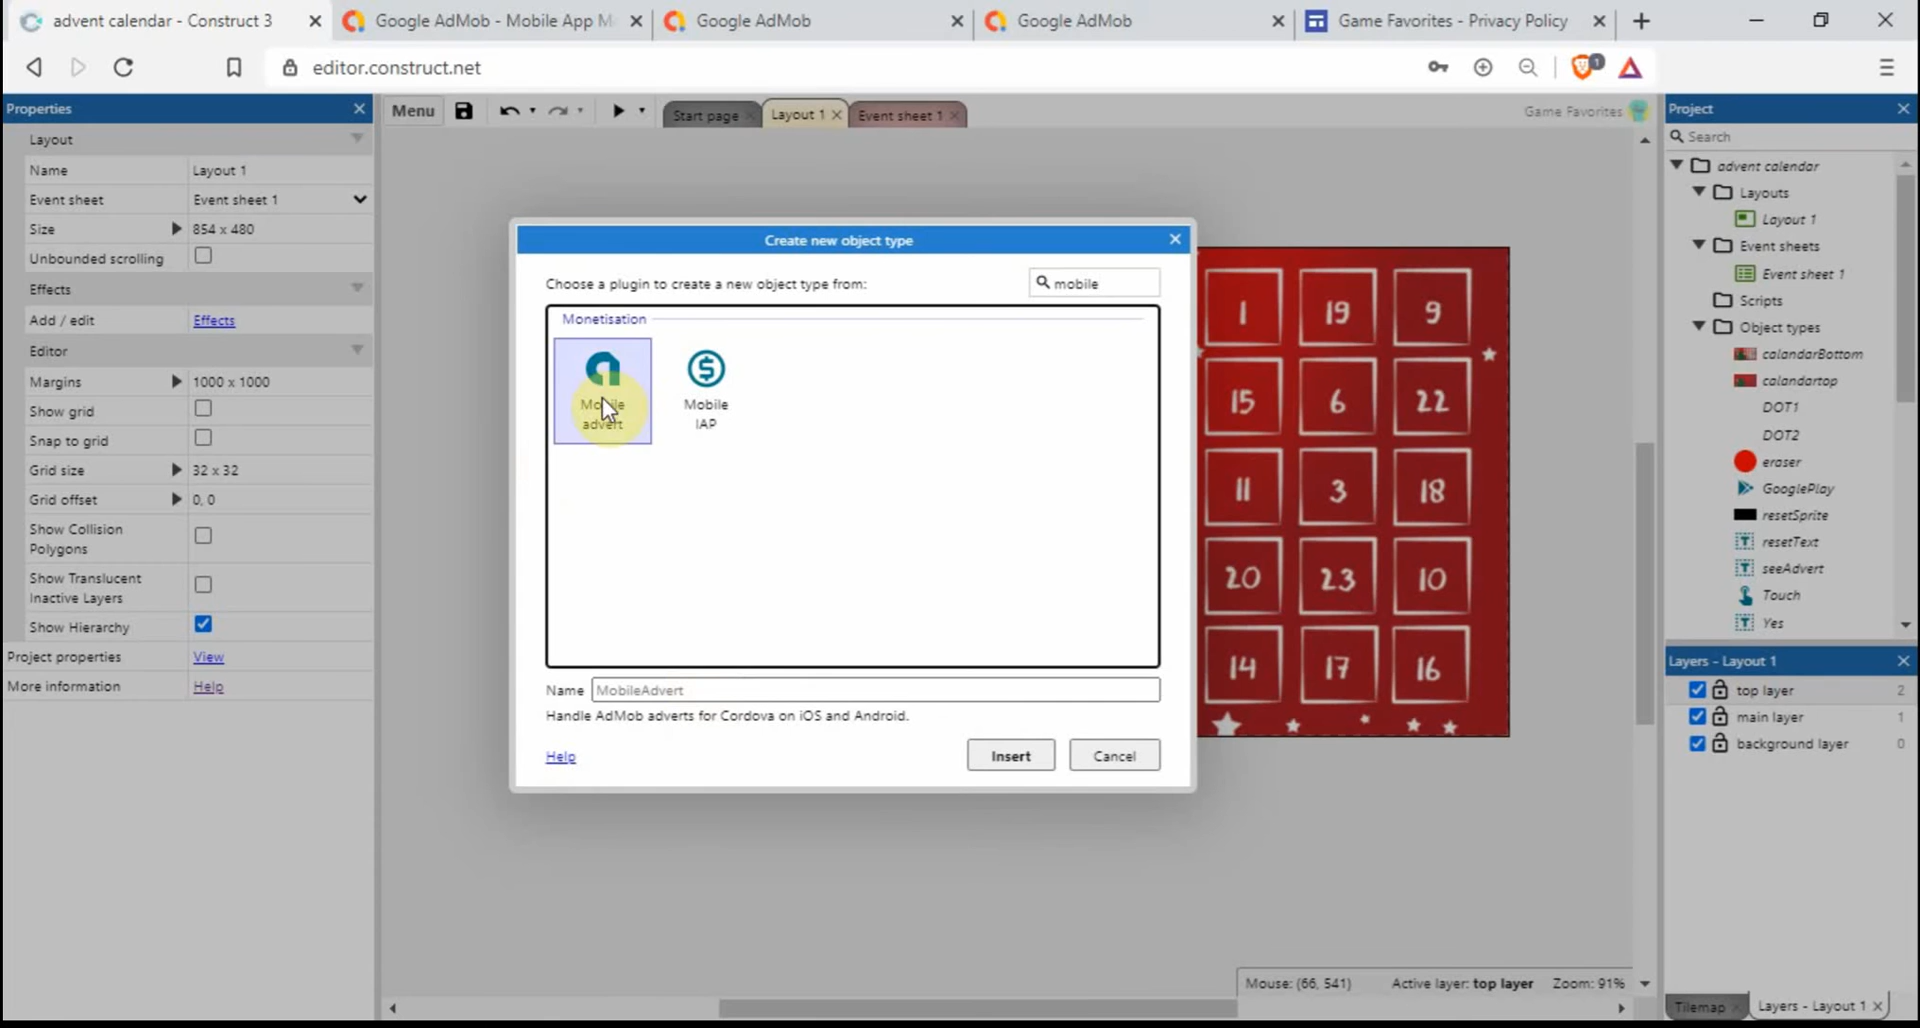 advent calendar - Construct 3
Google AdMob - Mobile App M
Google AdMob
Google AdMob
Game Favorites - Privacy Policy
editor.construct.net
1
Properties
Layout
Name Layout 1
Event sheet Event sheet 1
Size 854 x 480
Unbounded scrolling
Effects
Add / edit Effects
Editor
Margins 1000 x 1000
Show grid
Snap to grid
Grid size 32 x 32
Grid offset 0, 0
Show Collision
Polygons
Show Translucent
Inactive Layers
Show Hierarchy
Project properties View
More information Help
Menu
Start page
Layout 1
Event sheet 1
Game Favorites
Create new object type
Choose a plugin to create a new object type from:
mobile
Monetisation
Mobile
advert
Mobile
IAP
Name MobileAdvert
Handle AdMob adverts for Cordova on iOS and Android.
Help
Insert
Cancel
1 19 9
15 6 22
11 3 18
20 23 10
14 17 16
Mouse: (66, 541) Active layer: top layer Zoom: 91%
Project
Search
advent calendar
Layouts
Layout 1
Event sheets
Event sheet 1
Scripts
Object types
calandarBottom
calandartop
DOT1
DOT2
eraser
GooglePlay
resetSprite
resetText
seeAdvert
Touch
Yes
Layers - Layout 1
top layer 2
main layer 1
background layer 0
Tilemap
Layers - Layout 1